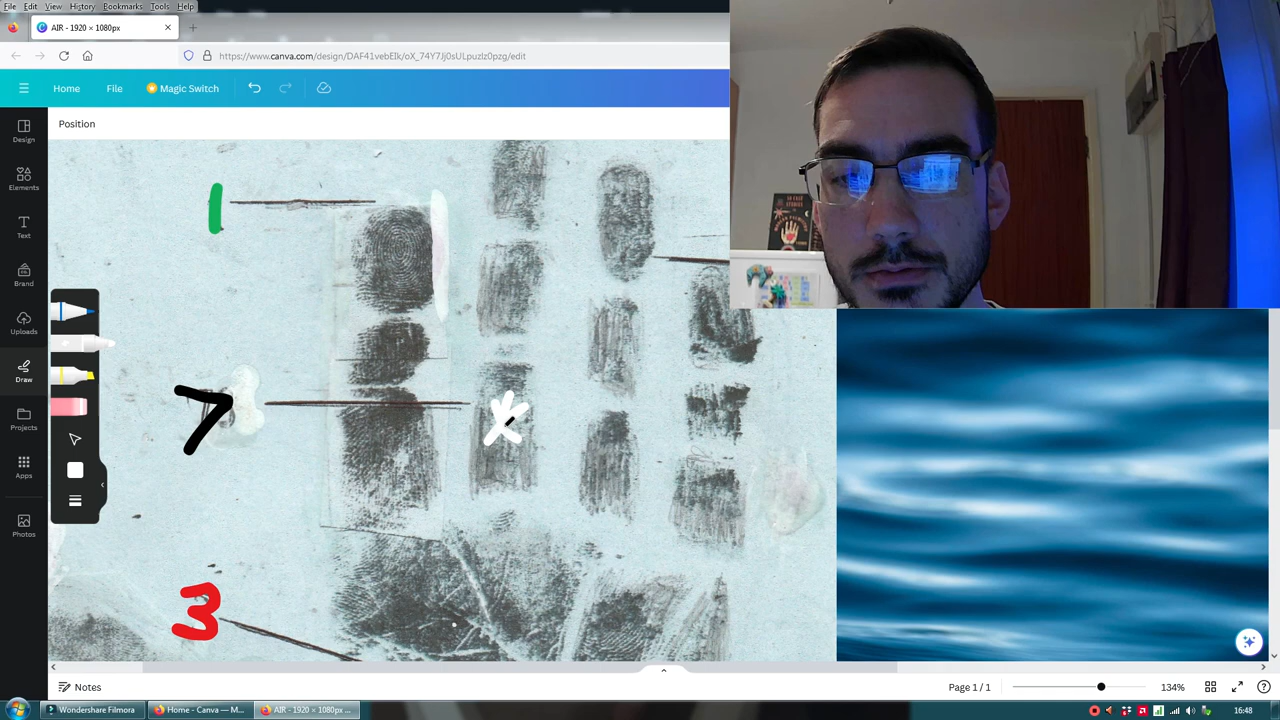 File Edit View History Bookmarks Tools Help
AIR - 1920 × 1080px
https://www.canva.com/design/DAF41vebEIk/oX_74Y7Jj0sULpuzlz0pzg/edit
Home File Magic Switch
Position
Design
Elements
Text
Brand
Uploads
Draw
Projects
Apps
Photos
1
7
3
Notes
Page 1 / 1
134%
Wondershare Filmora
Home - Canva — M...
AIR - 1920 × 1080px ...
16:48